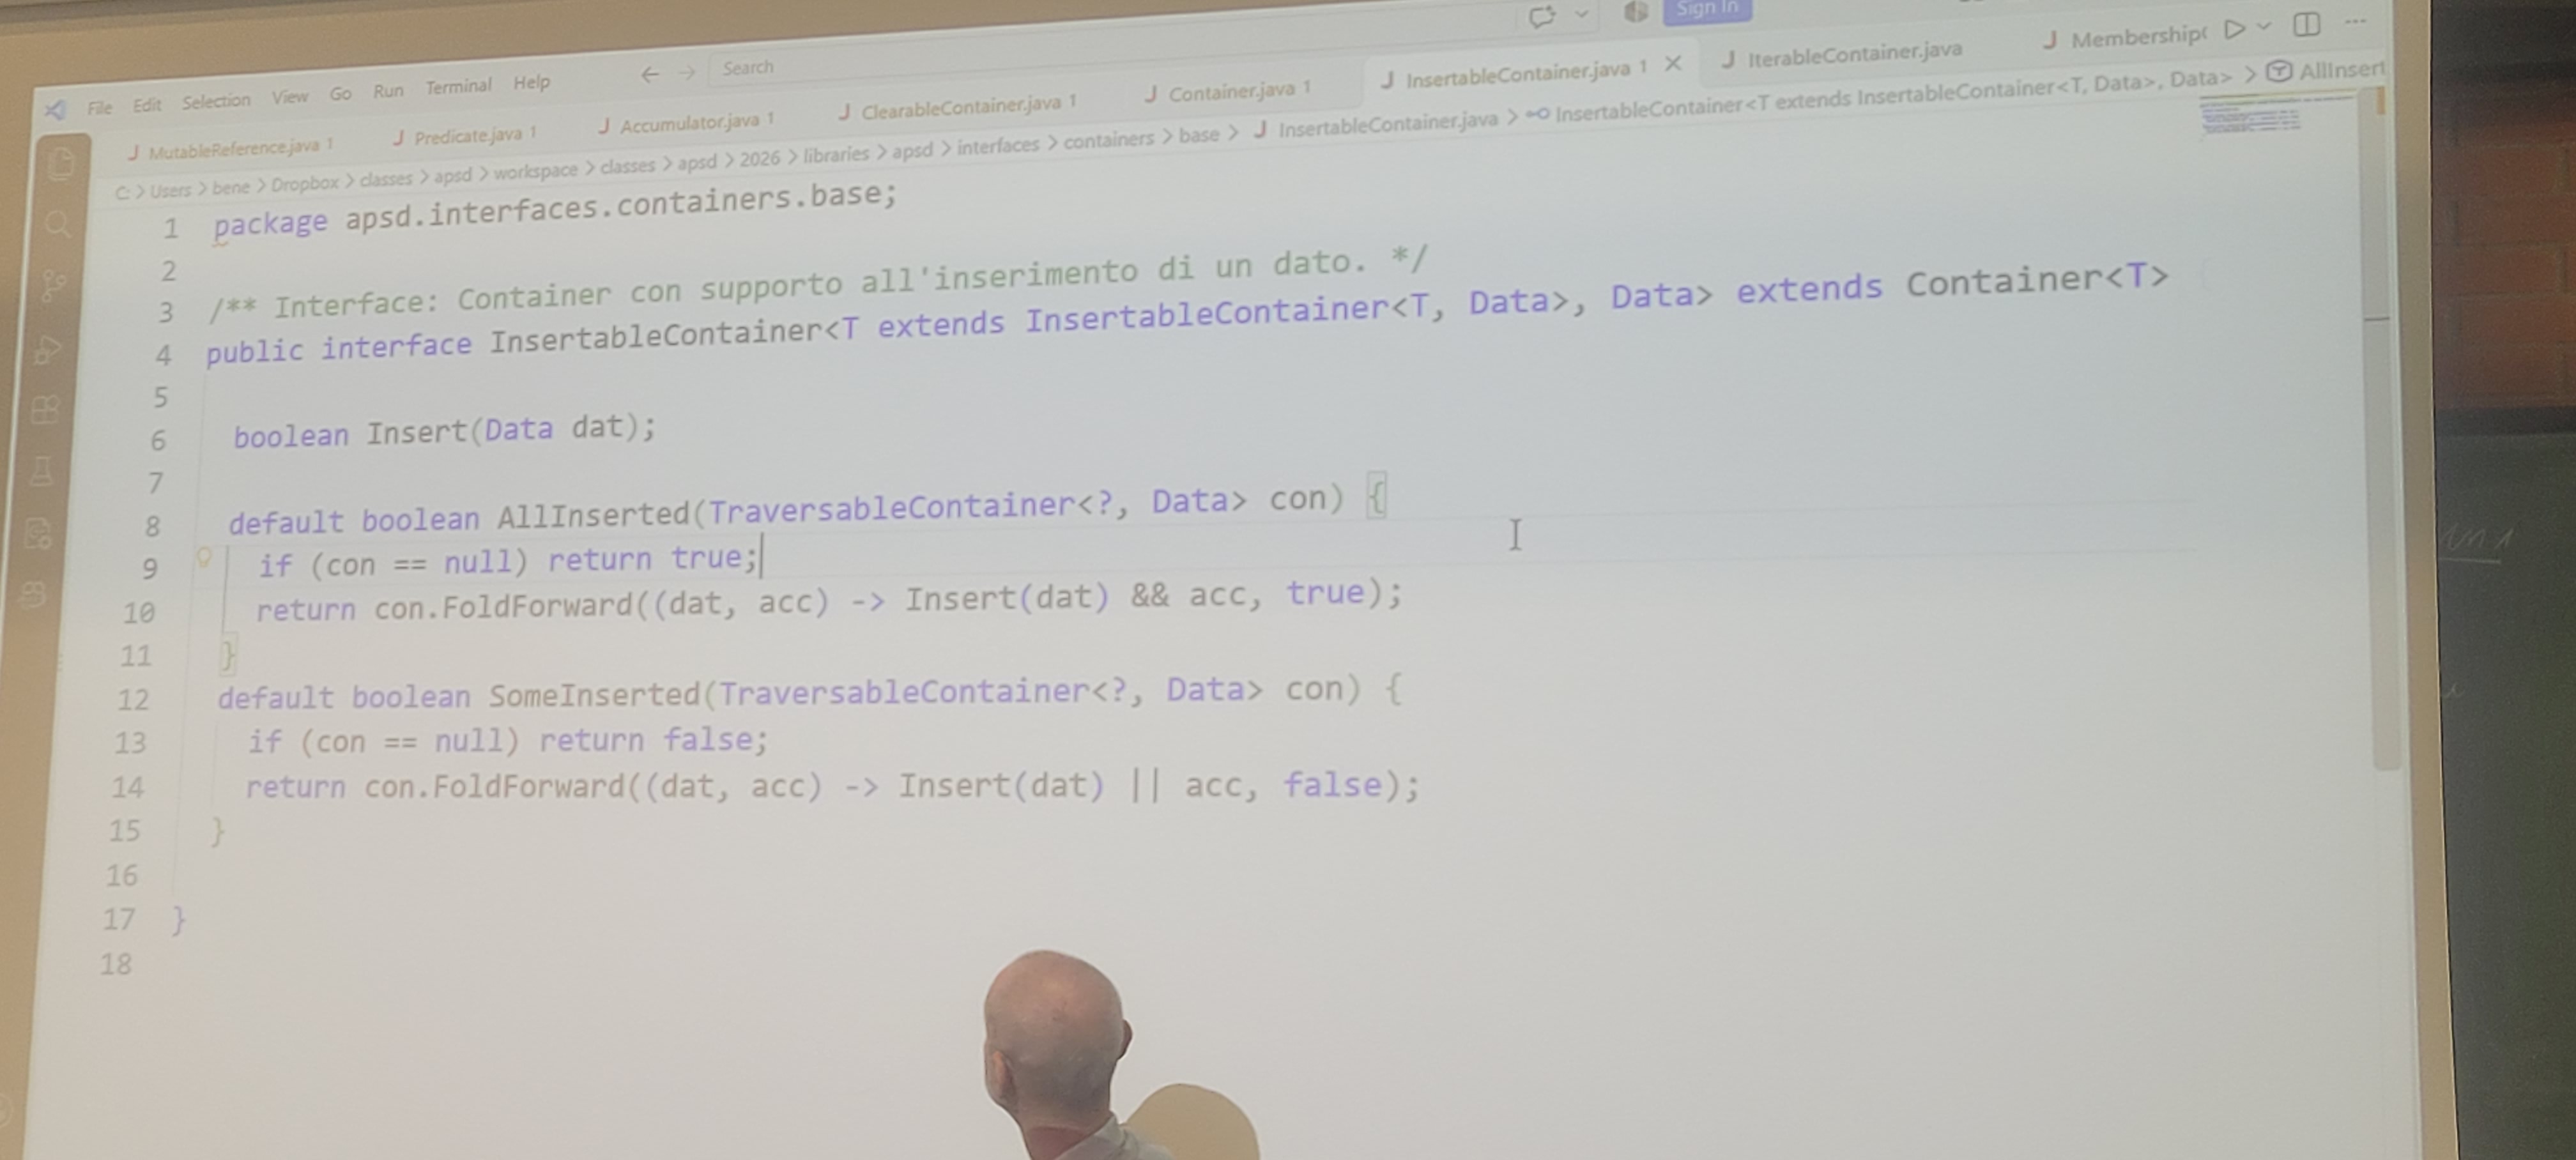 Sign In
File Edit Selection View Go Run Terminal Help
Search
MutableReference.java 1 Predicate.java 1 Accumulator.java 1 ClearableContainer.java 1 Container.java 1 InsertableContainer.java 1 IterableContainer.java
C: > Users > bene > Dropbox > classes > apsd > workspace > classes > apsd > 2026 > libraries > apsd > interfaces > containers > base > InsertableContainer.java > InsertableContainer<T extends InsertableContainer<T, Data>, Data> > AllInsert
1 package apsd.interfaces.containers.base;
2
3 /** Interface: Container con supporto all'inserimento di un dato. */
4 public interface InsertableContainer<T extends InsertableContainer<T, Data>, Data> extends Container<T>
5
6 boolean Insert(Data dat);
7
8 default boolean AllInserted(TraversableContainer<?, Data> con) {
9 if (con == null) return true;
10 return con.FoldForward((dat, acc) -> Insert(dat) && acc, true);
11 }
12 default boolean SomeInserted(TraversableContainer<?, Data> con) {
13 if (con == null) return false;
14 return con.FoldForward((dat, acc) -> Insert(dat) || acc, false);
15 }
16
17 }
18